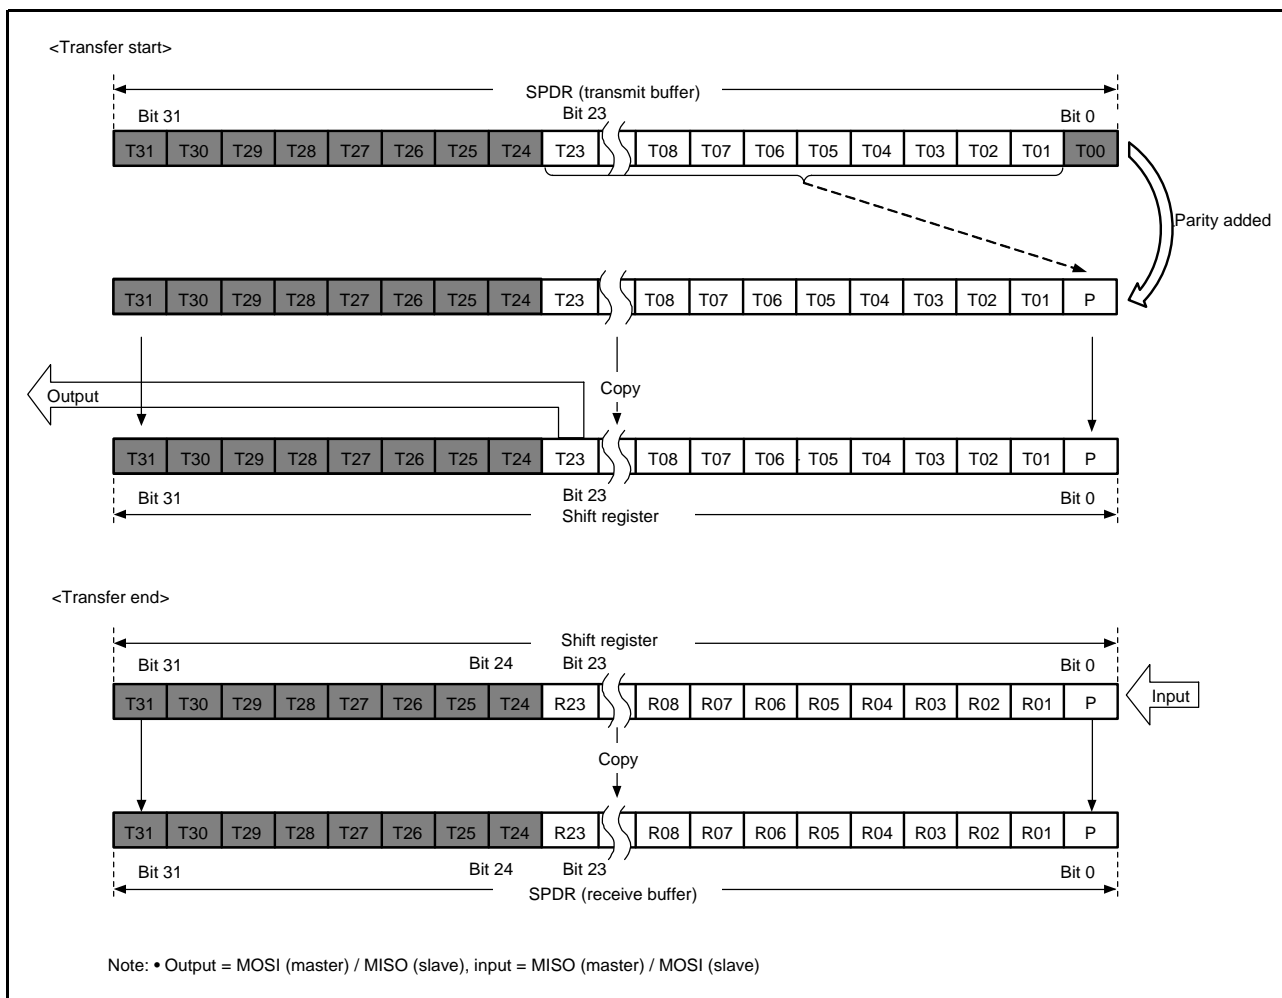 <Transfer start>
SPDR (transmit buffer)
Bit 31 Bit 23 Bit 0
T31 T30 T29 T28 T27 T26 T25 T24 T23 T08 T07 T06 T05 T04 T03 T02 T01 T00
Parity added
T31 T30 T29 T28 T27 T26 T25 T24 T23 T08 T07 T06 T05 T04 T03 T02 T01 P
Output Copy
T31 T30 T29 T28 T27 T26 T25 T24 T23 T08 T07 T06 T05 T04 T03 T02 T01 P
Bit 31 Bit 23 Bit 0
Shift register
<Transfer end>
Shift register
Bit 31 Bit 24 Bit 23 Bit 0
T31 T30 T29 T28 T27 T26 T25 T24 R23 R08 R07 R06 R05 R04 R03 R02 R01 P Input
Copy
T31 T30 T29 T28 T27 T26 T25 T24 R23 R08 R07 R06 R05 R04 R03 R02 R01 P
Bit 31 Bit 24 Bit 23 Bit 0
SPDR (receive buffer)
Note: • Output = MOSI (master) / MISO (slave), input = MISO (master) / MOSI (slave)